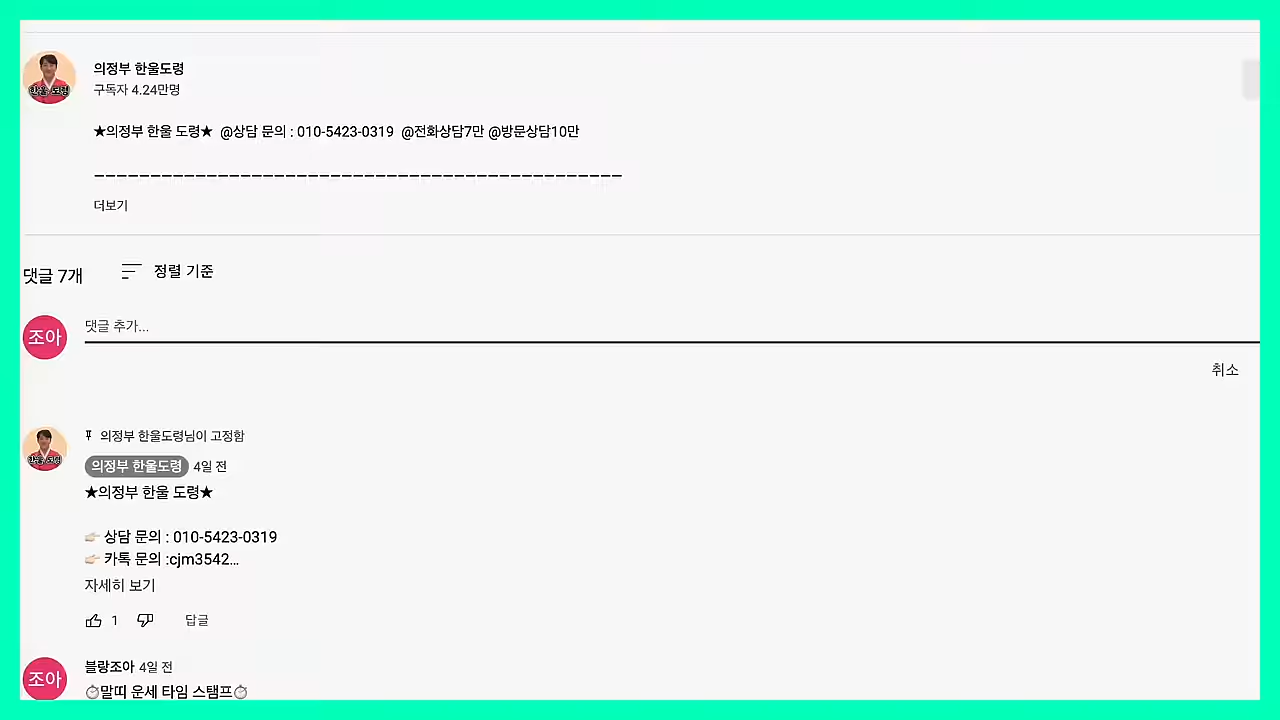 의정부 한울도령
구독자 4.24만명
★의정부 한울 도령★ @상담 문의 : 010-5423-0319 @전화상담7만 @방문상담10만
더보기
댓글 7개
정렬 기준
조아
댓글 추가...
취소
의정부 한울도령님이 고정함
의정부 한울도령 4일 전
★의정부 한울 도령★
👉🏻 상담 문의 : 010-5423-0319
👉🏻 카톡 문의 :cjm3542...
자세히 보기
1
답글
조아
블랑조아 4일 전
⏱말띠 운세 타임 스탬프⏱